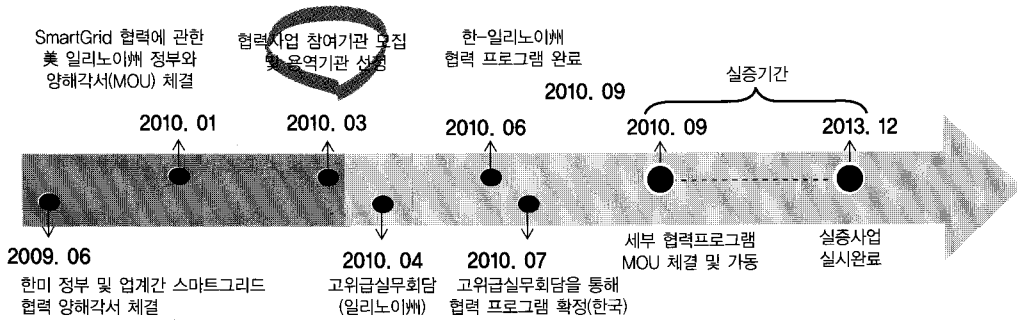 SmartGrid 협력에 관한
美 일리노이州 정부와
양해각서(MOU) 체결
2010. 01
협력사업 참여기관 모집
및 용역기관 선정
2010. 03
한-일리노이州
협력 프로그램 완료
2010. 09
2010. 06
실증기간
2010. 09
2013. 12
2009. 06
한미 정부 및 업계간 스마트그리드
협력 양해각서 체결
2010. 04
고위급실무회담
(일리노이州)
2010. 07
고위급실무회담을 통해
협력 프로그램 확정(한국)
세부 협력프로그램
MOU 체결 및 가동
실증사업
실시완료